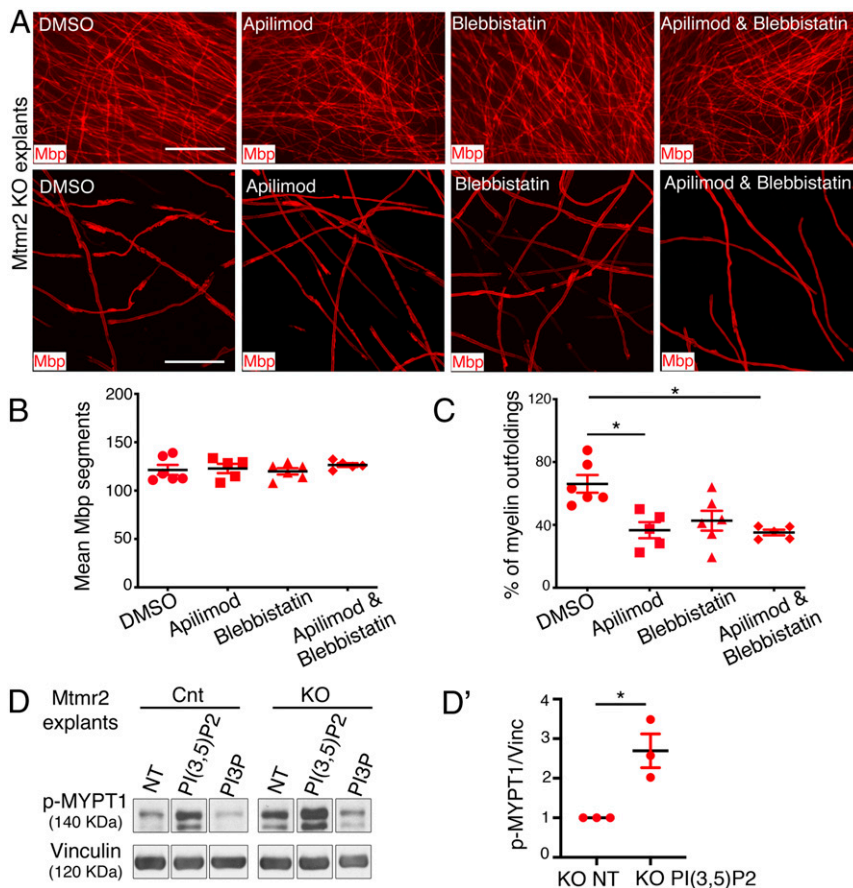 A
DMSO
Apilimod
Blebbistatin
Apilimod & Blebbistatin
Mtmr2 KO explants
Mbp
Mbp
Mbp
Mbp
DMSO
Apilimod
Blebbistatin
Apilimod & Blebbistatin
Mbp
Mbp
Mbp
Mbp
B
Mean Mbp segments
200
150
100
50
0
DMSO
Apilimod
Blebbistatin
Apilimod &
Blebbistatin
C
% of myelin outfoldings
120
80
40
0
*
*
DMSO
Apilimod
Blebbistatin
Apilimod &
Blebbistatin
D
Mtmr2
explants
Cnt
KO
NT
PI(3,5)P2
PI3P
NT
PI(3,5)P2
PI3P
p-MYPT1
(140 KDa)
Vinculin
(120 KDa)
D'
p-MYPT1/Vinc
4
3
2
1
0
*
KO NT
KO PI(3,5)P2